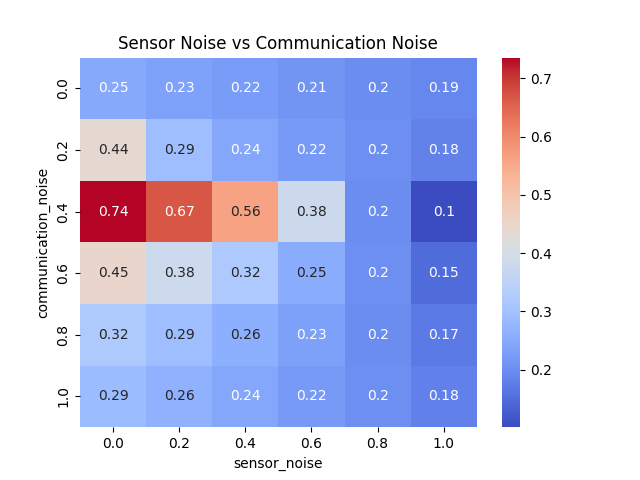 Sensor Noise vs Communication Noise
0.0 0.25 0.23 0.22 0.21 0.2 0.19
0.2 0.44 0.29 0.24 0.22 0.2 0.18
0.4 0.74 0.67 0.56 0.38 0.2 0.1
0.6 0.45 0.38 0.32 0.25 0.2 0.15
0.8 0.32 0.29 0.26 0.23 0.2 0.17
1.0 0.29 0.26 0.24 0.22 0.2 0.18
communication_noise
0.0 0.2 0.4 0.6 0.8 1.0
sensor_noise
0.7
0.6
0.5
0.4
0.3
0.2